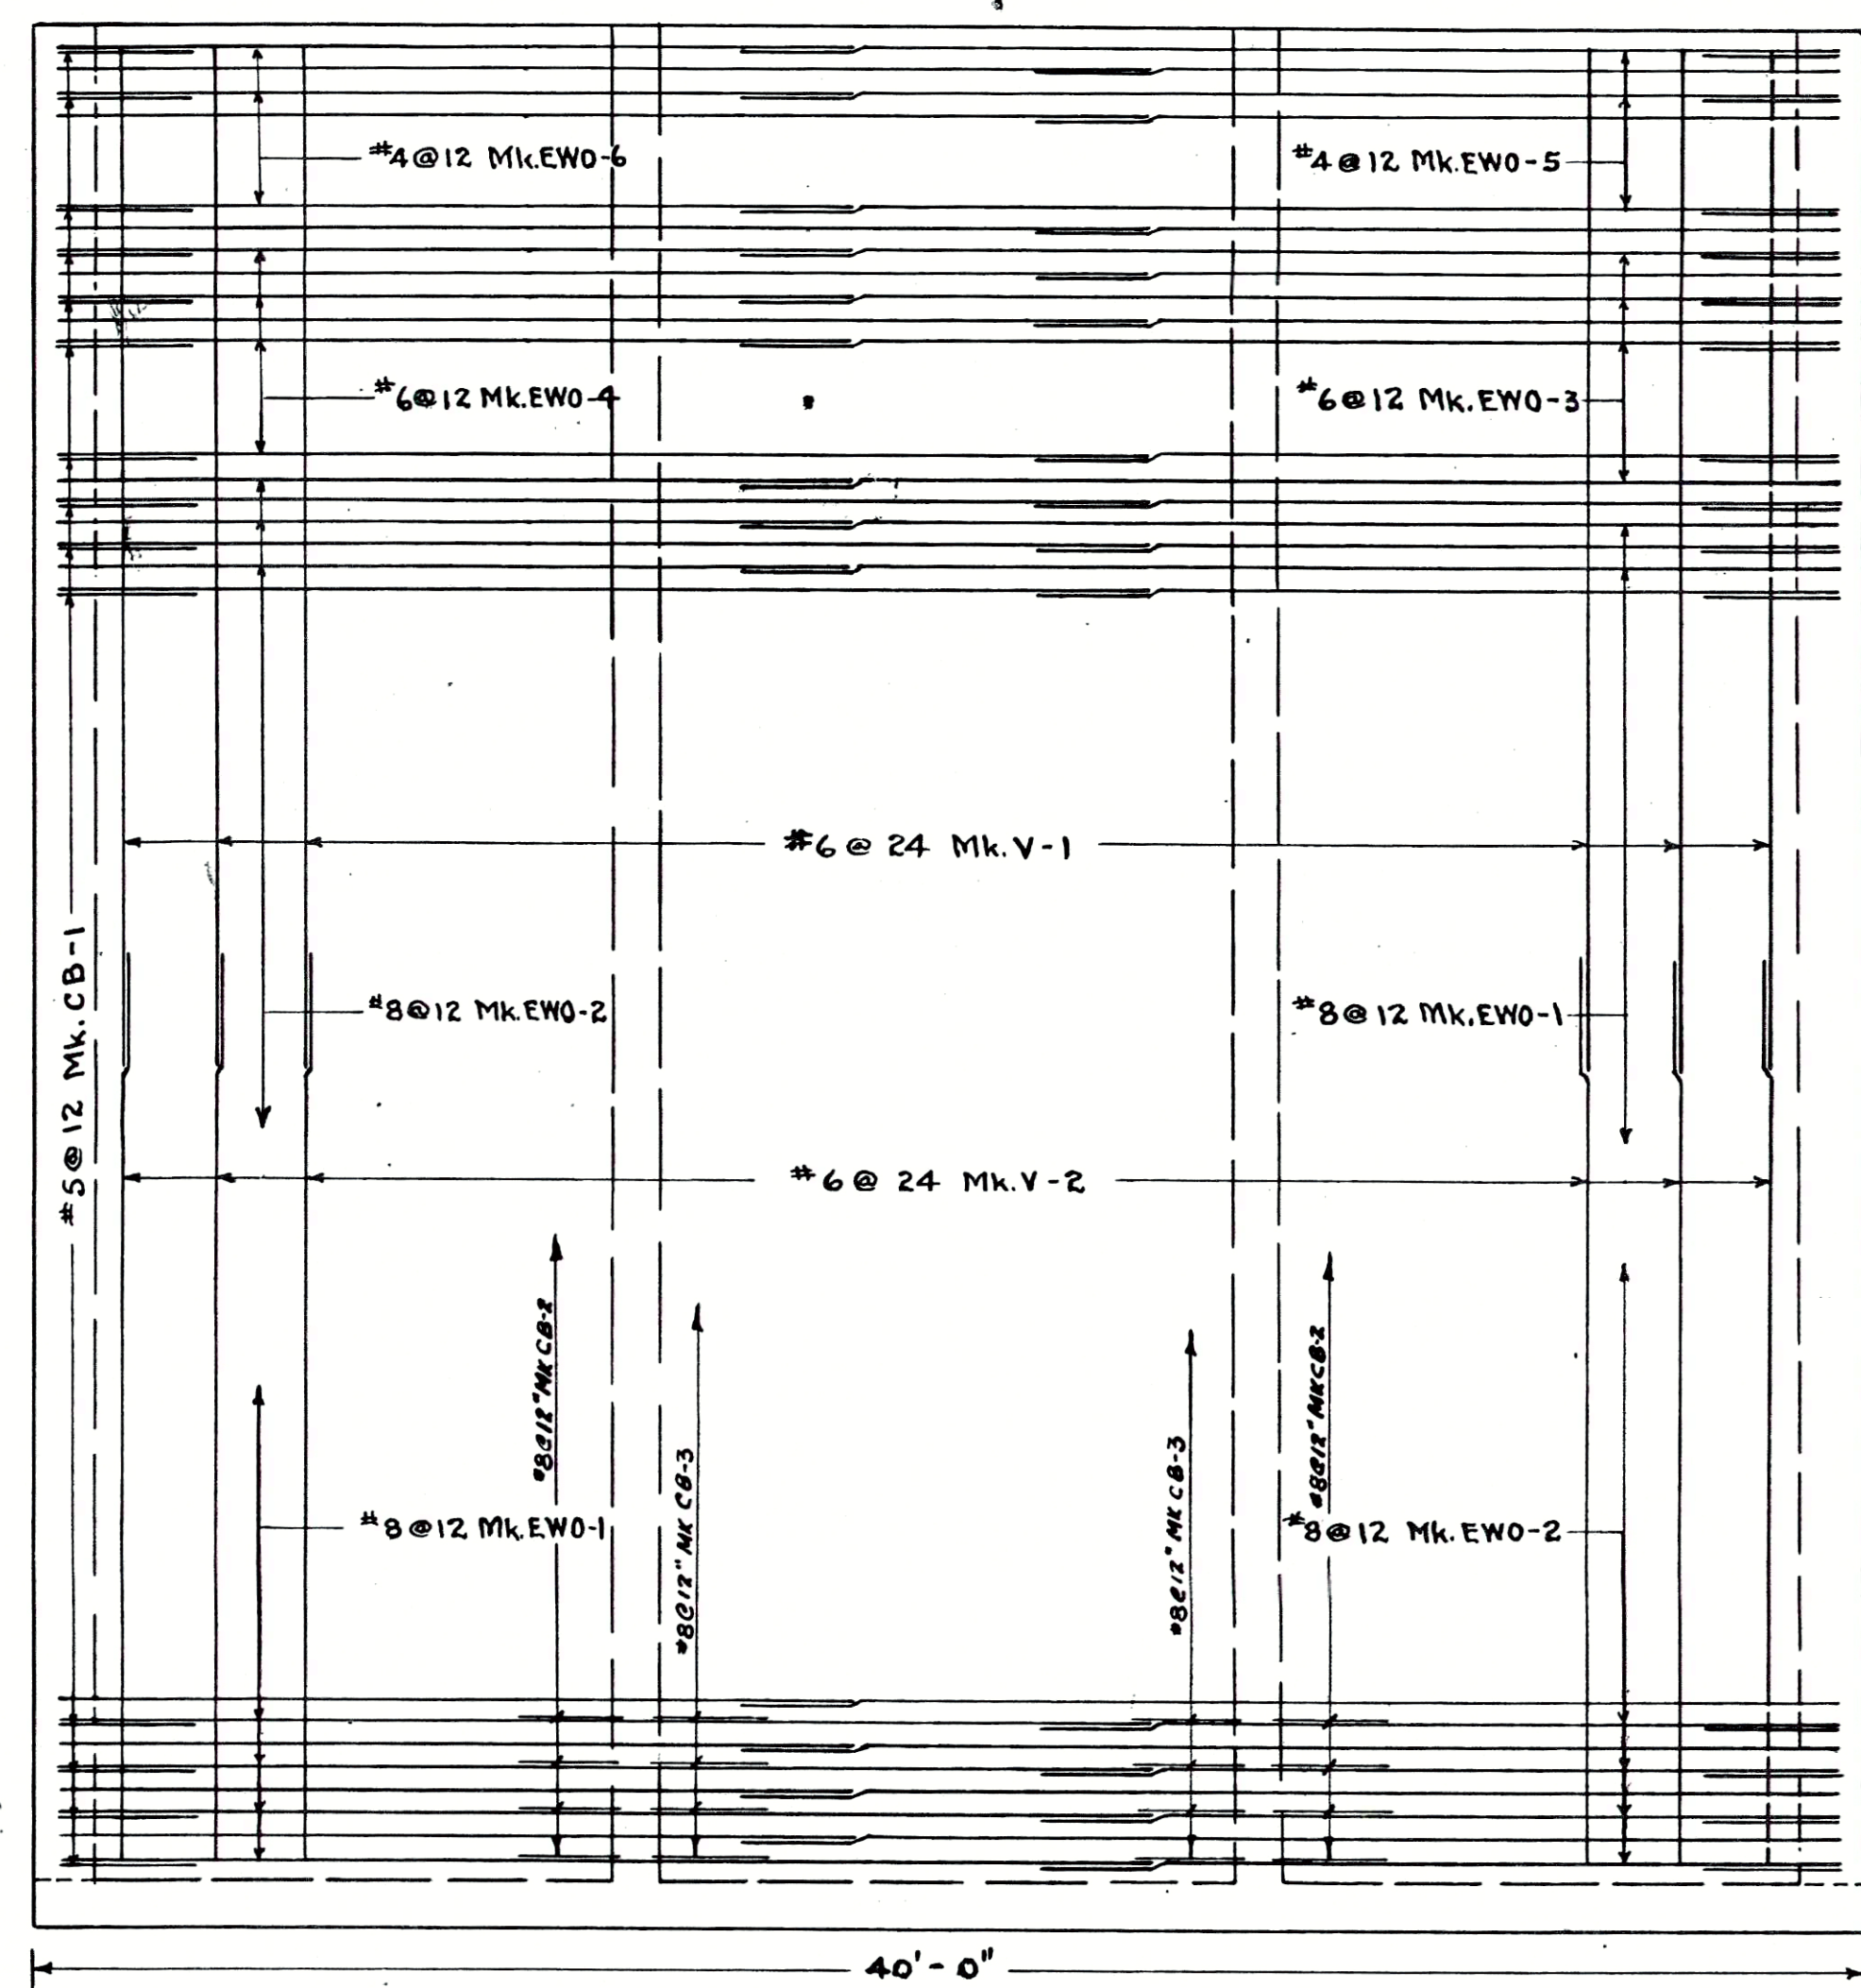 #4@12 Mk.EWO-6
#4@12 Mk.EWO-5
#6@12 Mk.EWO-4
#6@12 Mk.EWO-3
#6@24 Mk.V-1
#5@12 Mk.CB-1
#8@12 Mk.EWO-2
#8@12 Mk.EWO-1
#6@24 Mk.V-2
#8@12" MK CB-2
#8@12" MK CB-3
#8@12" MK CB-3
#8@12" MK CB-2
#8@12 Mk.EWO-1
#8@12 Mk.EWO-2
40'-0"